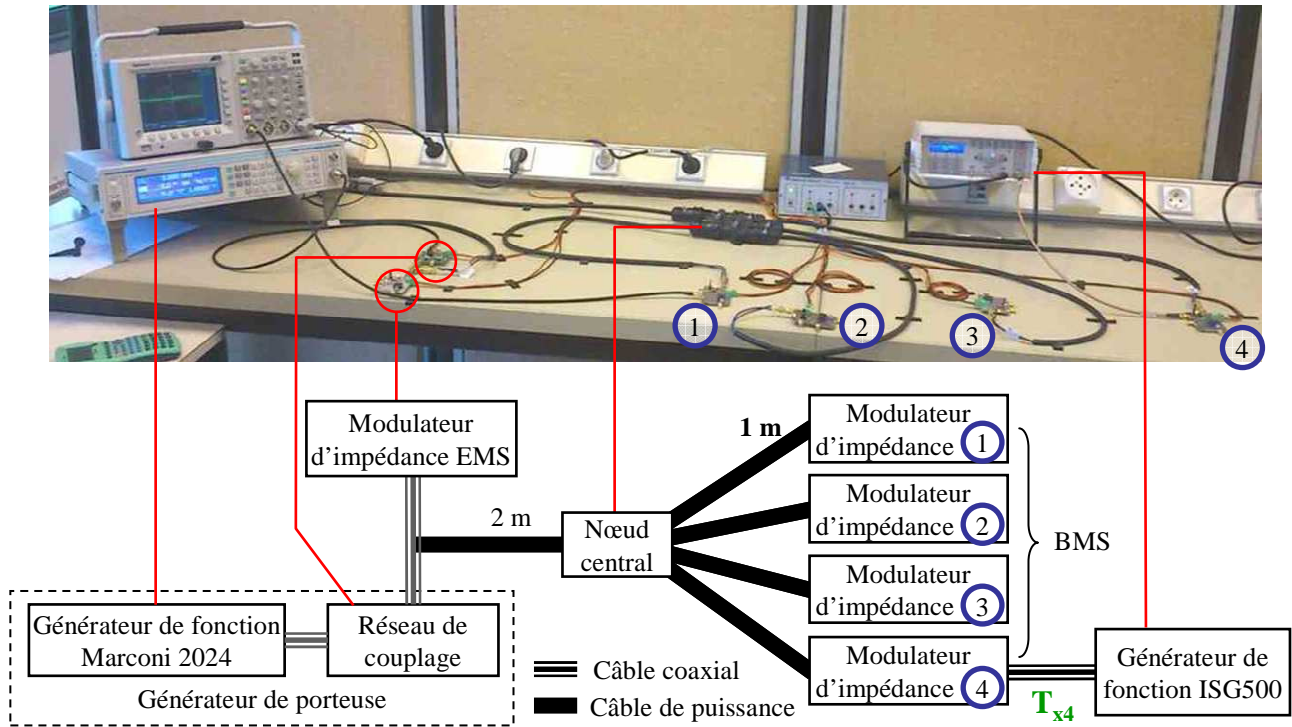 1
2
3
4
Modulateur
d'impédance EMS
2 m
Nœud
central
1 m
Modulateur
d'impédance 1
Modulateur
d'impédance 2
Modulateur
d'impédance 3
Modulateur
d'impédance 4
BMS
Générateur de fonction
Marconi 2024
Réseau de
couplage
Générateur de porteuse
Câble coaxial
Câble de puissance
Tx4
Générateur de
fonction ISG500